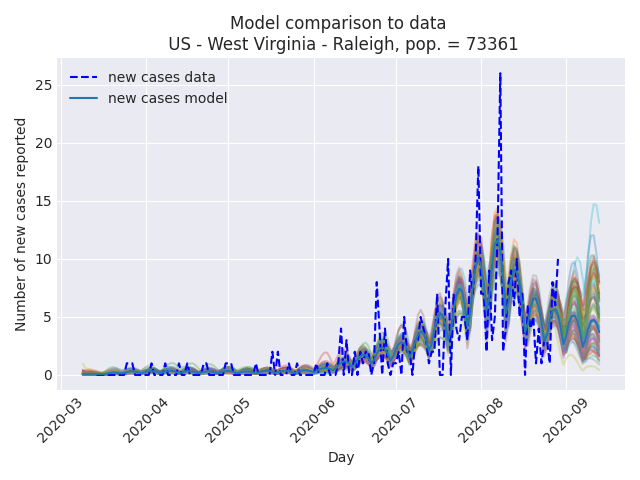 Model comparison to data
US - West Virginia - Raleigh, pop. = 73361
new cases data
new cases model
Number of new cases reported
25
20
15
10
5
0
2020-03
2020-04
2020-05
2020-06
2020-07
2020-08
2020-09
Day